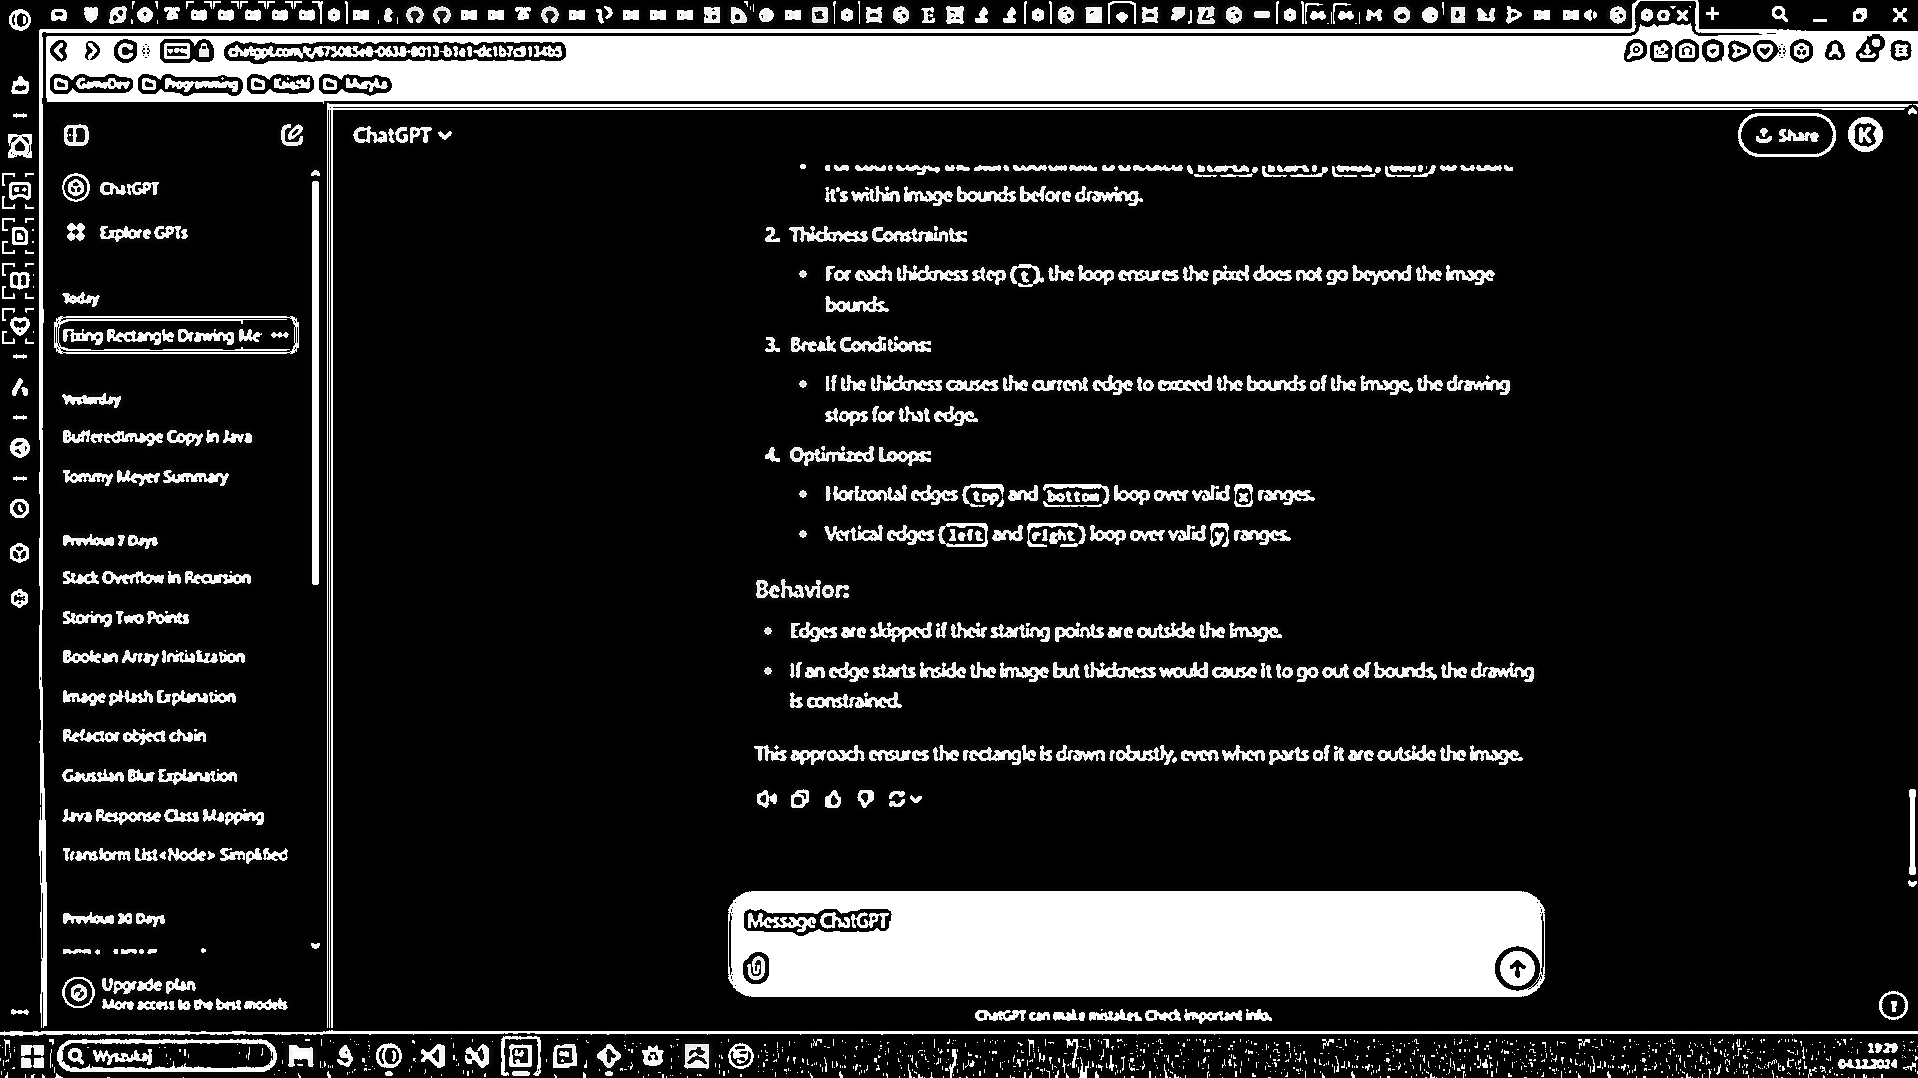 GameDev Programming Książki Muzyka
ChatGPT
Share
K
ChatGPT
Explore GPTs
Today
Fixing Rectangle Drawing Me
Yesterday
BufferedImage Copy in Java
Tommy Meyer Summary
Previous 7 Days
Stack Overflow in Recursion
Storing Two Points
Boolean Array Initialization
Image pHash Explanation
Refactor object chain
Gaussian Blur Explanation
Java Response Class Mapping
Transform List<Node> Simplified
Previous 30 Days
Upgrade plan
More access to the best models
it's within image bounds before drawing.
2. Thickness Constraints:
• For each thickness step (t), the loop ensures the pixel does not go beyond the image
bounds.
3. Break Conditions:
• If the thickness causes the current edge to exceed the bounds of the image, the drawing
stops for that edge.
4. Optimized Loops:
• Horizontal edges (top and bottom) loop over valid x ranges.
• Vertical edges (left and right) loop over valid y ranges.
Behavior:
• Edges are skipped if their starting points are outside the image.
• If an edge starts inside the image but thickness would cause it to go out of bounds, the drawing
is constrained.
This approach ensures the rectangle is drawn robustly, even when parts of it are outside the image.
Message ChatGPT
ChatGPT can make mistakes. Check important info.
?
Wyszukaj
19:29
04.12.2024